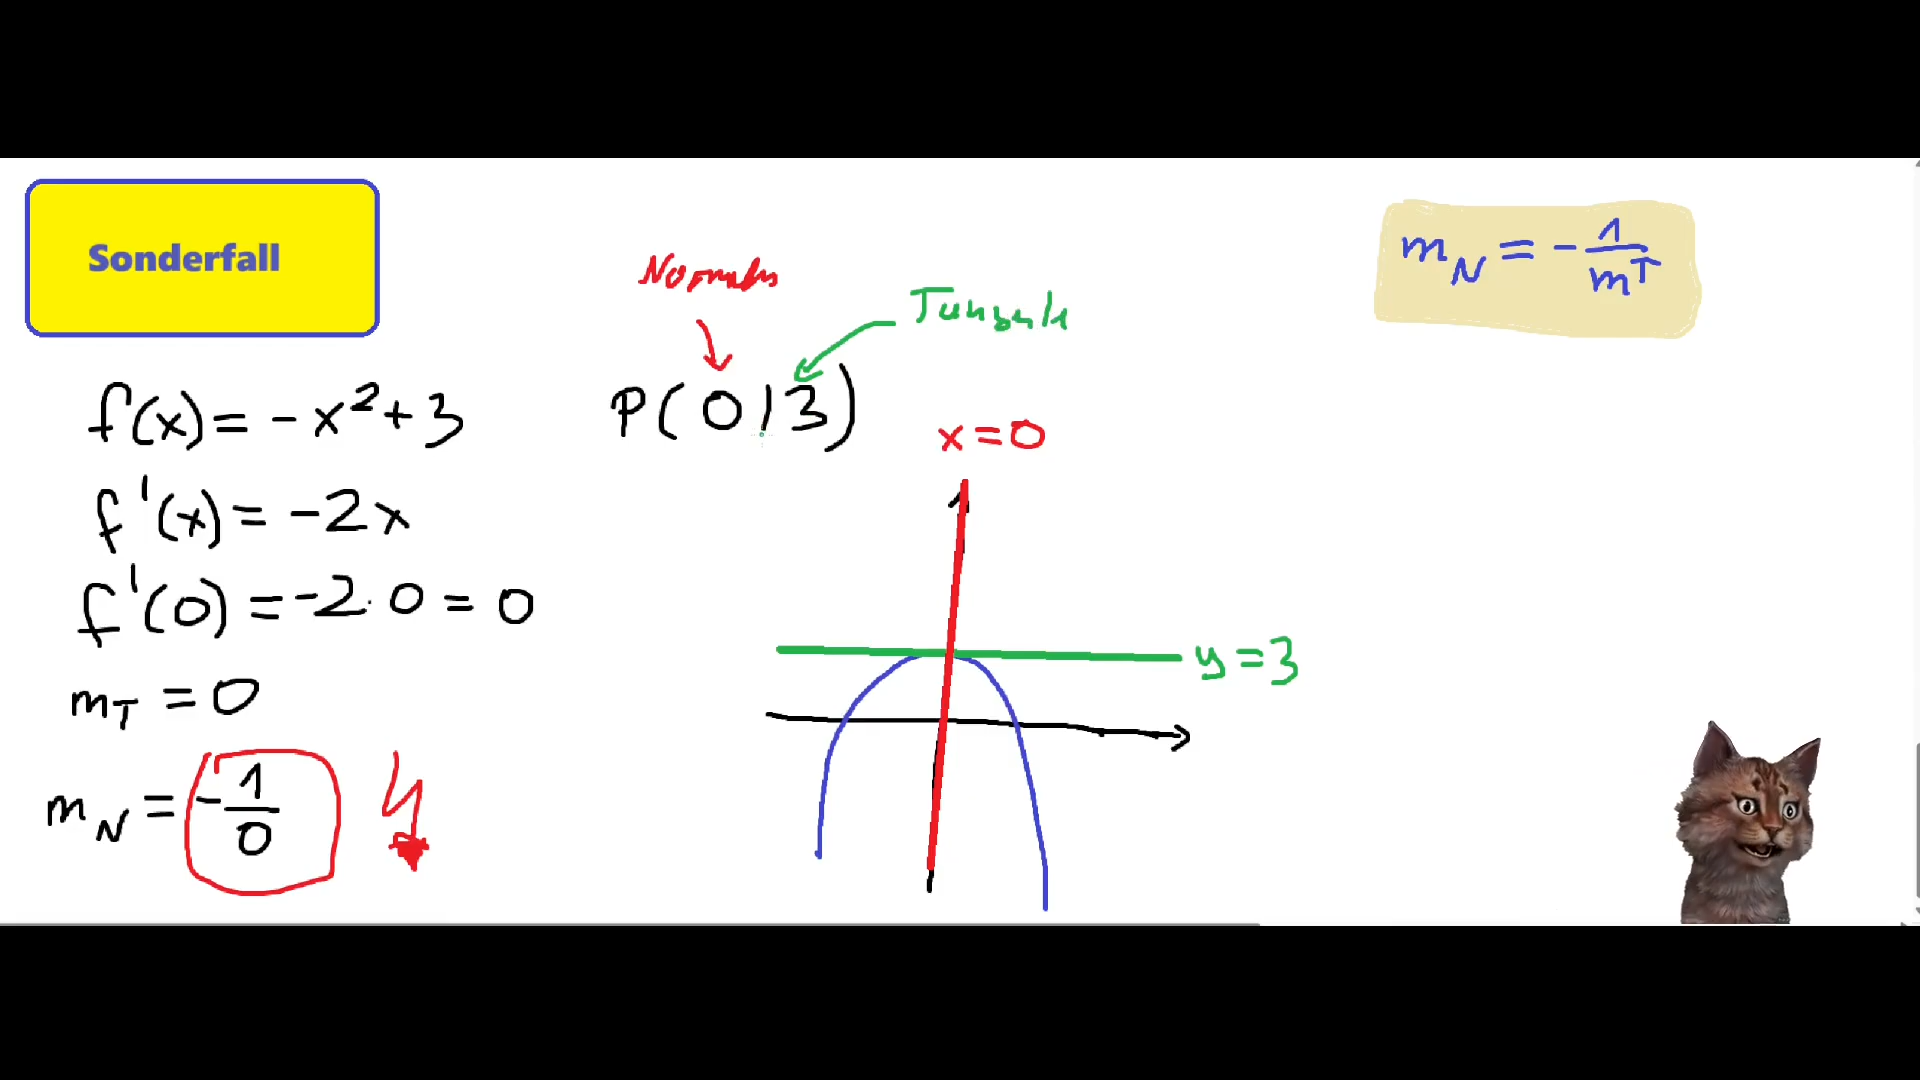 Sonderfall
m_N = -1/m_T
Normale
Tangente
f(x) = -x²+3
P(0|3)
x=0
f'(x) = -2x
f'(0) = -2·0 = 0
y=3
m_T = 0
m_N = -1/0